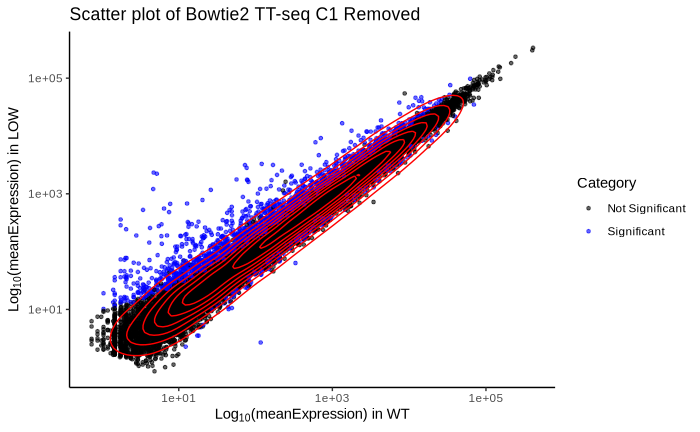 Scatter plot of Bowtie2 TT-seq C1 Removed
Log10(meanExpression) in LOW
1e+05
1e+03
1e+01
1e+01 1e+03 1e+05
Log10(meanExpression) in WT
Category
Not Significant
Significant